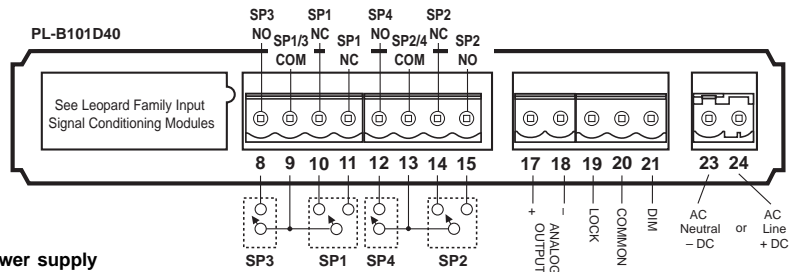 PL-B101D40
SP3 NO
SP1/3 COM
SP1 NC
SP1 NC
SP4 NO
SP2/4 COM
SP2 NC
SP2 NO
See Leopard Family Input
Signal Conditioning Modules
8 9 10 11 12 13 14 15 17 18 19 20 21 23 24
SP3 SP1 SP4 SP2
+
–
ANALOG
OUTPUT
LOCK
COMMON
DIM
AC
Neutral
– DC
or
AC
Line
+ DC
wer supply